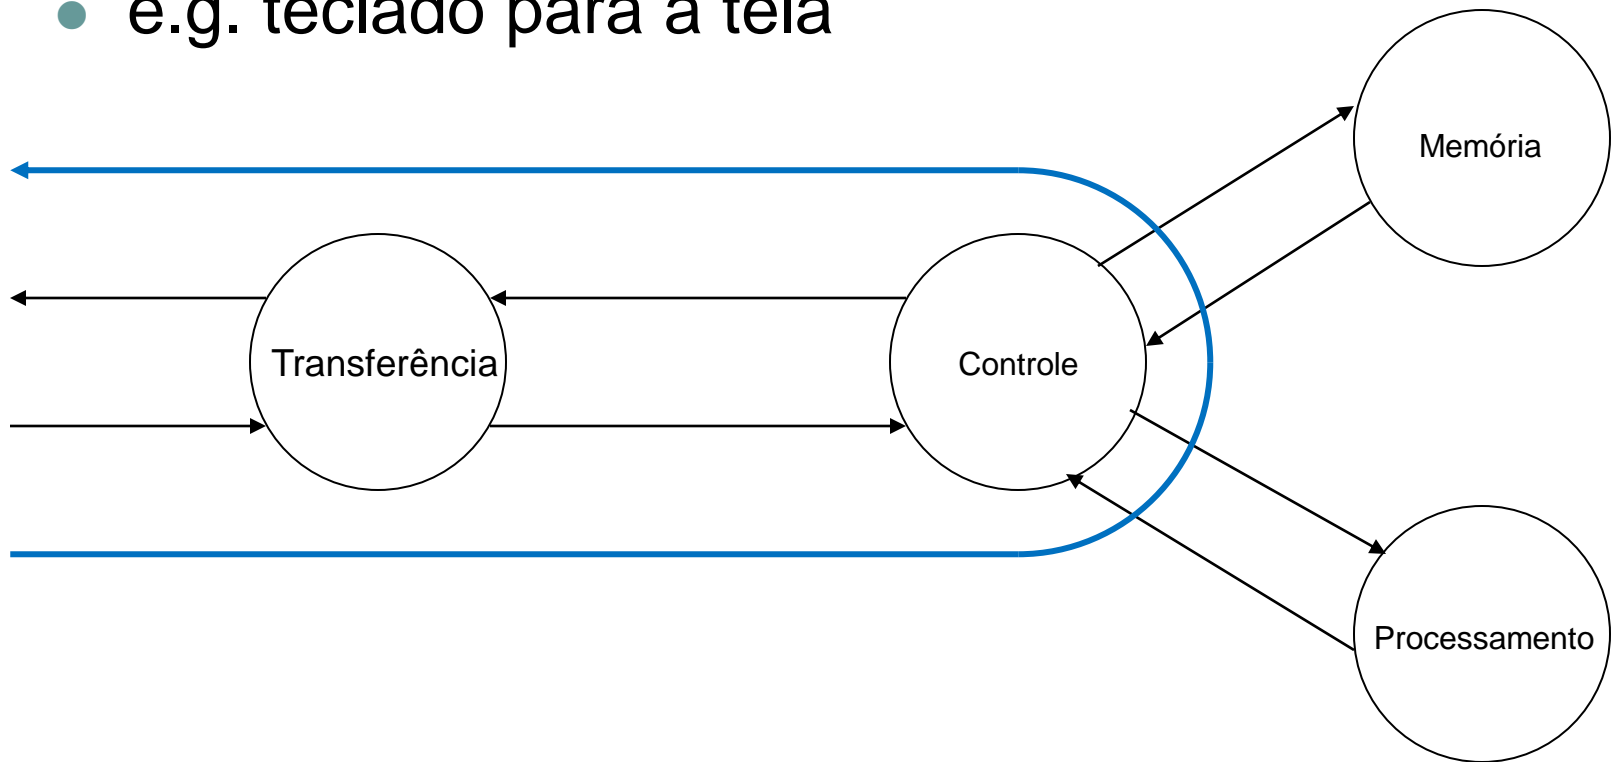 e.g. teclado para a tela
Memória
Transferência
Controle
Processamento